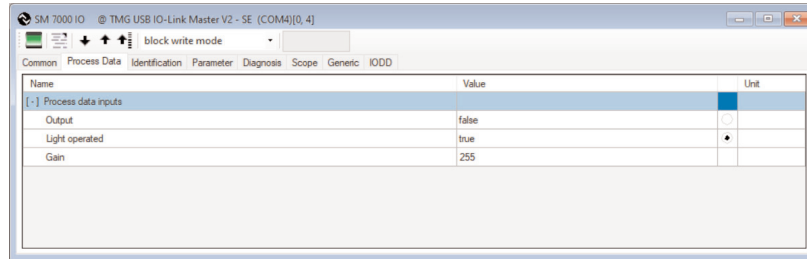 SM 7000 IO @ TMG USB IO-Link Master V2 - SE (COM4)[0, 4]
block write mode
Common Process Data Identification Parameter Diagnosis Scope Generic IODD
Name Value Unit
[-] Process data inputs
Output false
Light operated true
Gain 255